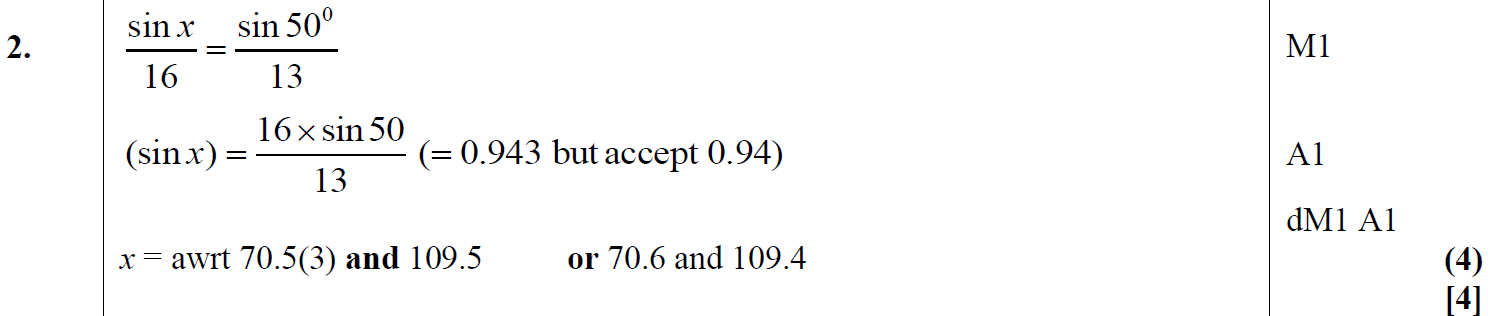 2. sin x / 16 = sin 50⁰ / 13 M1
(sin x) = 16 × sin 50 / 13 (= 0.943 but accept 0.94) A1
dM1 A1
x = awrt 70.5(3) and 109.5 or 70.6 and 109.4 (4)
[4]